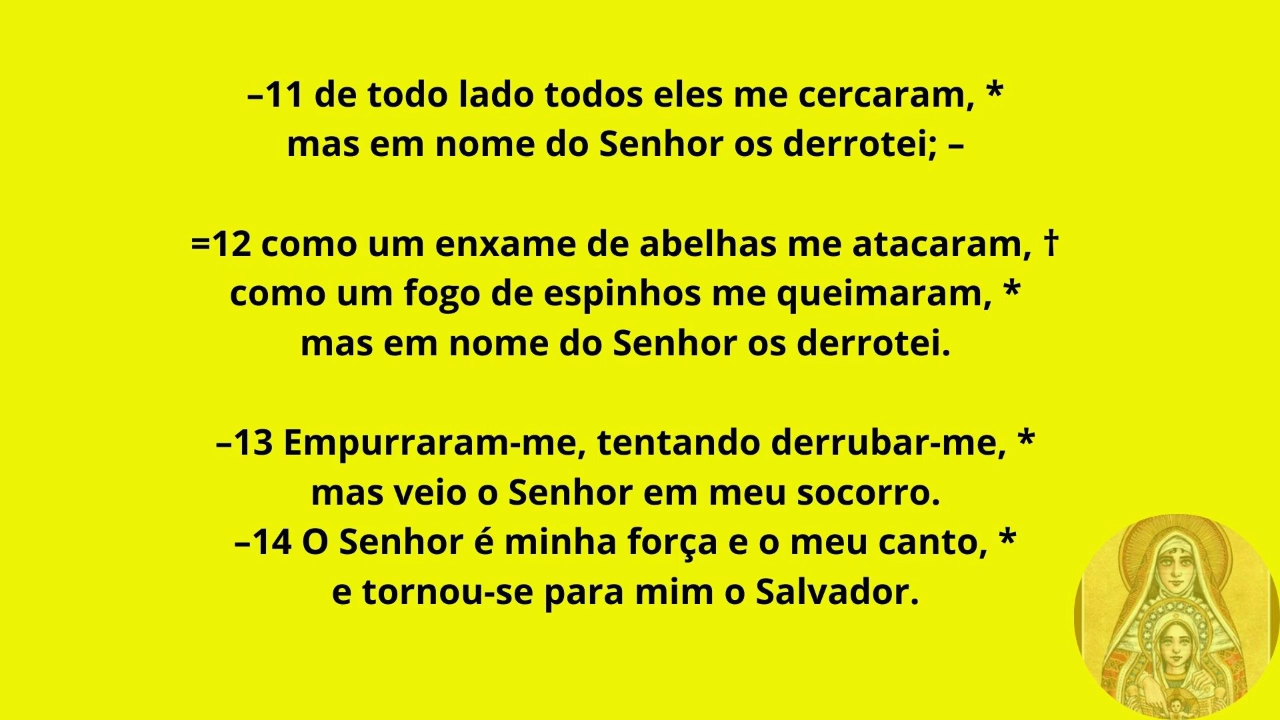 –11 de todo lado todos eles me cercaram, *
mas em nome do Senhor os derrotei; –
=12 como um enxame de abelhas me atacaram, †
como um fogo de espinhos me queimaram, *
mas em nome do Senhor os derrotei.
–13 Empurraram-me, tentando derrubar-me, *
mas veio o Senhor em meu socorro.
–14 O Senhor é minha força e o meu canto, *
e tornou-se para mim o Salvador.